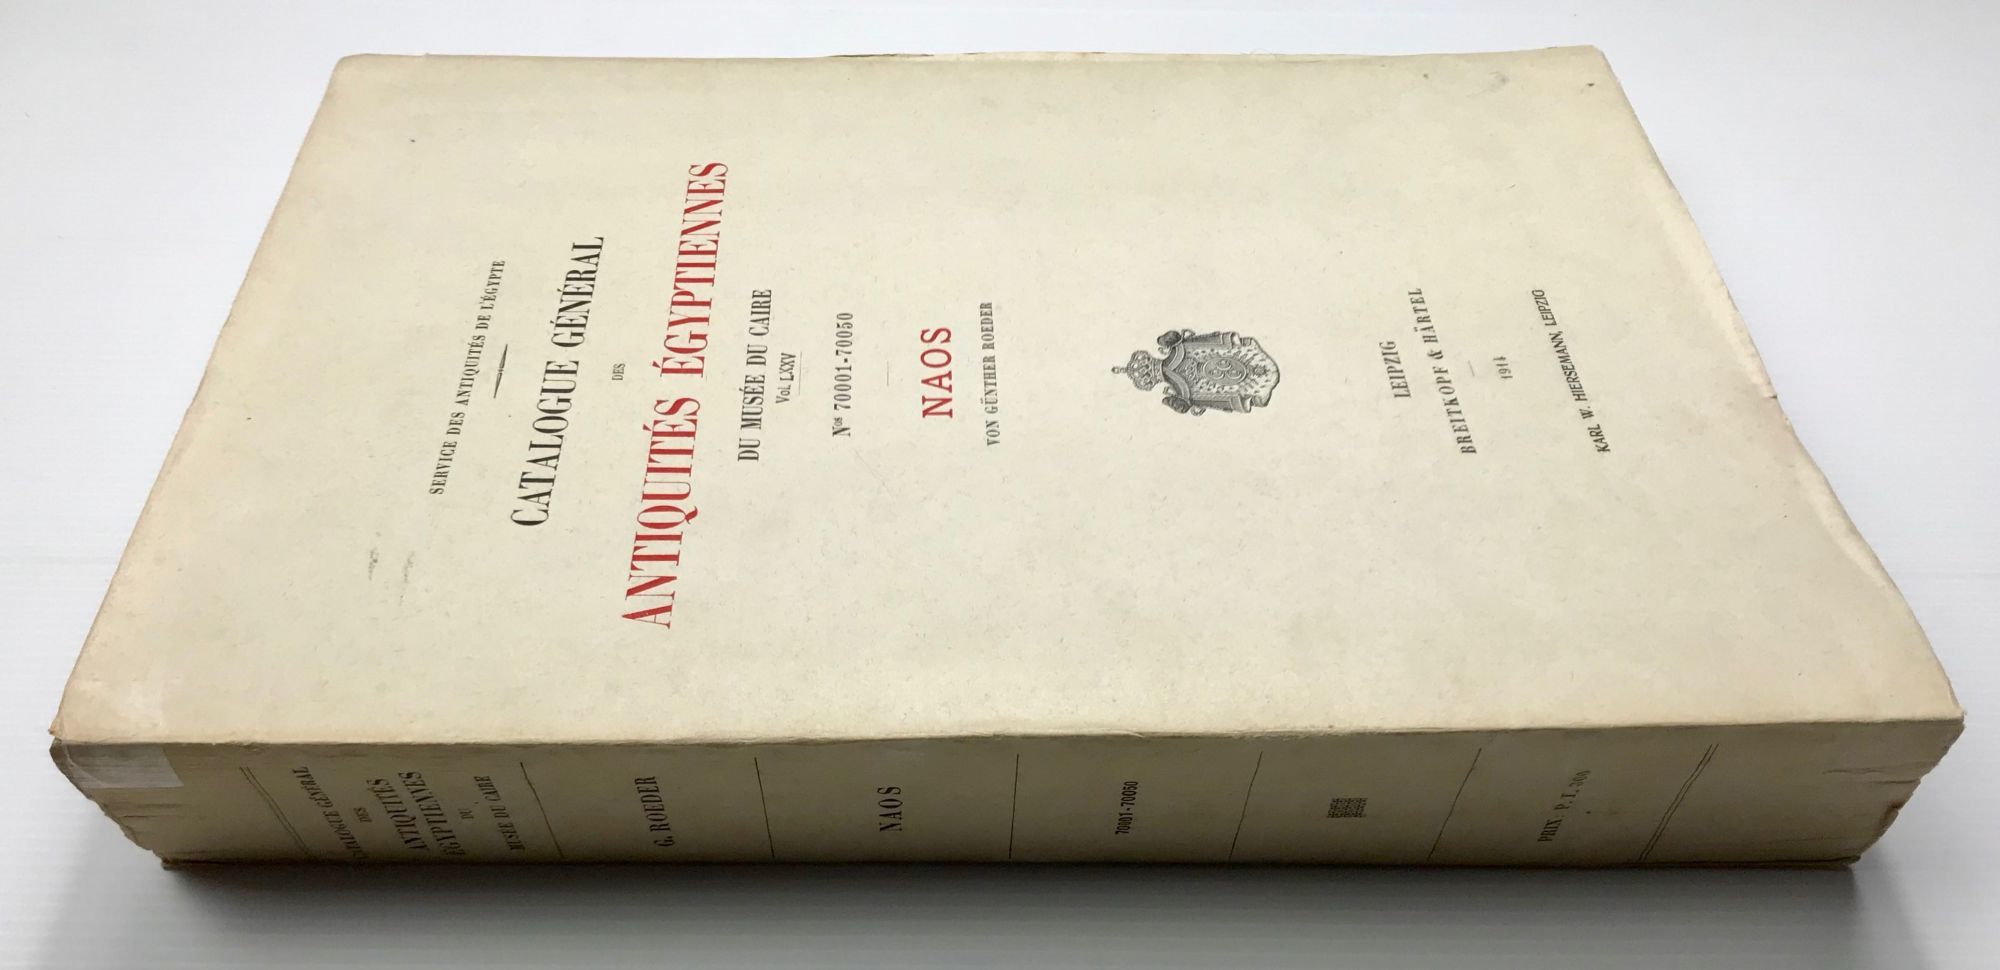 SERVICE DES ANTIQUITÉS DE L'ÉGYPTE
CATALOGUE GÉNÉRAL
DES
ANTIQUITÉS ÉGYPTIENNES
DU MUSÉE DU CAIRE
Vol. LXXV
Nos 70001-70050
NAOS
VON GÜNTHER ROEDER
LEIPZIG
BREITKOPF & HÄRTEL
1914
KARL W. HIERSEMANN, LEIPZIG
CATALOGUE GÉNÉRAL
DES
ANTIQUITÉS
ÉGYPTIENNES
DU
MUSÉE DU CAIRE
G. ROEDER
NAOS
70001-70050
PRIX: P. T. 300